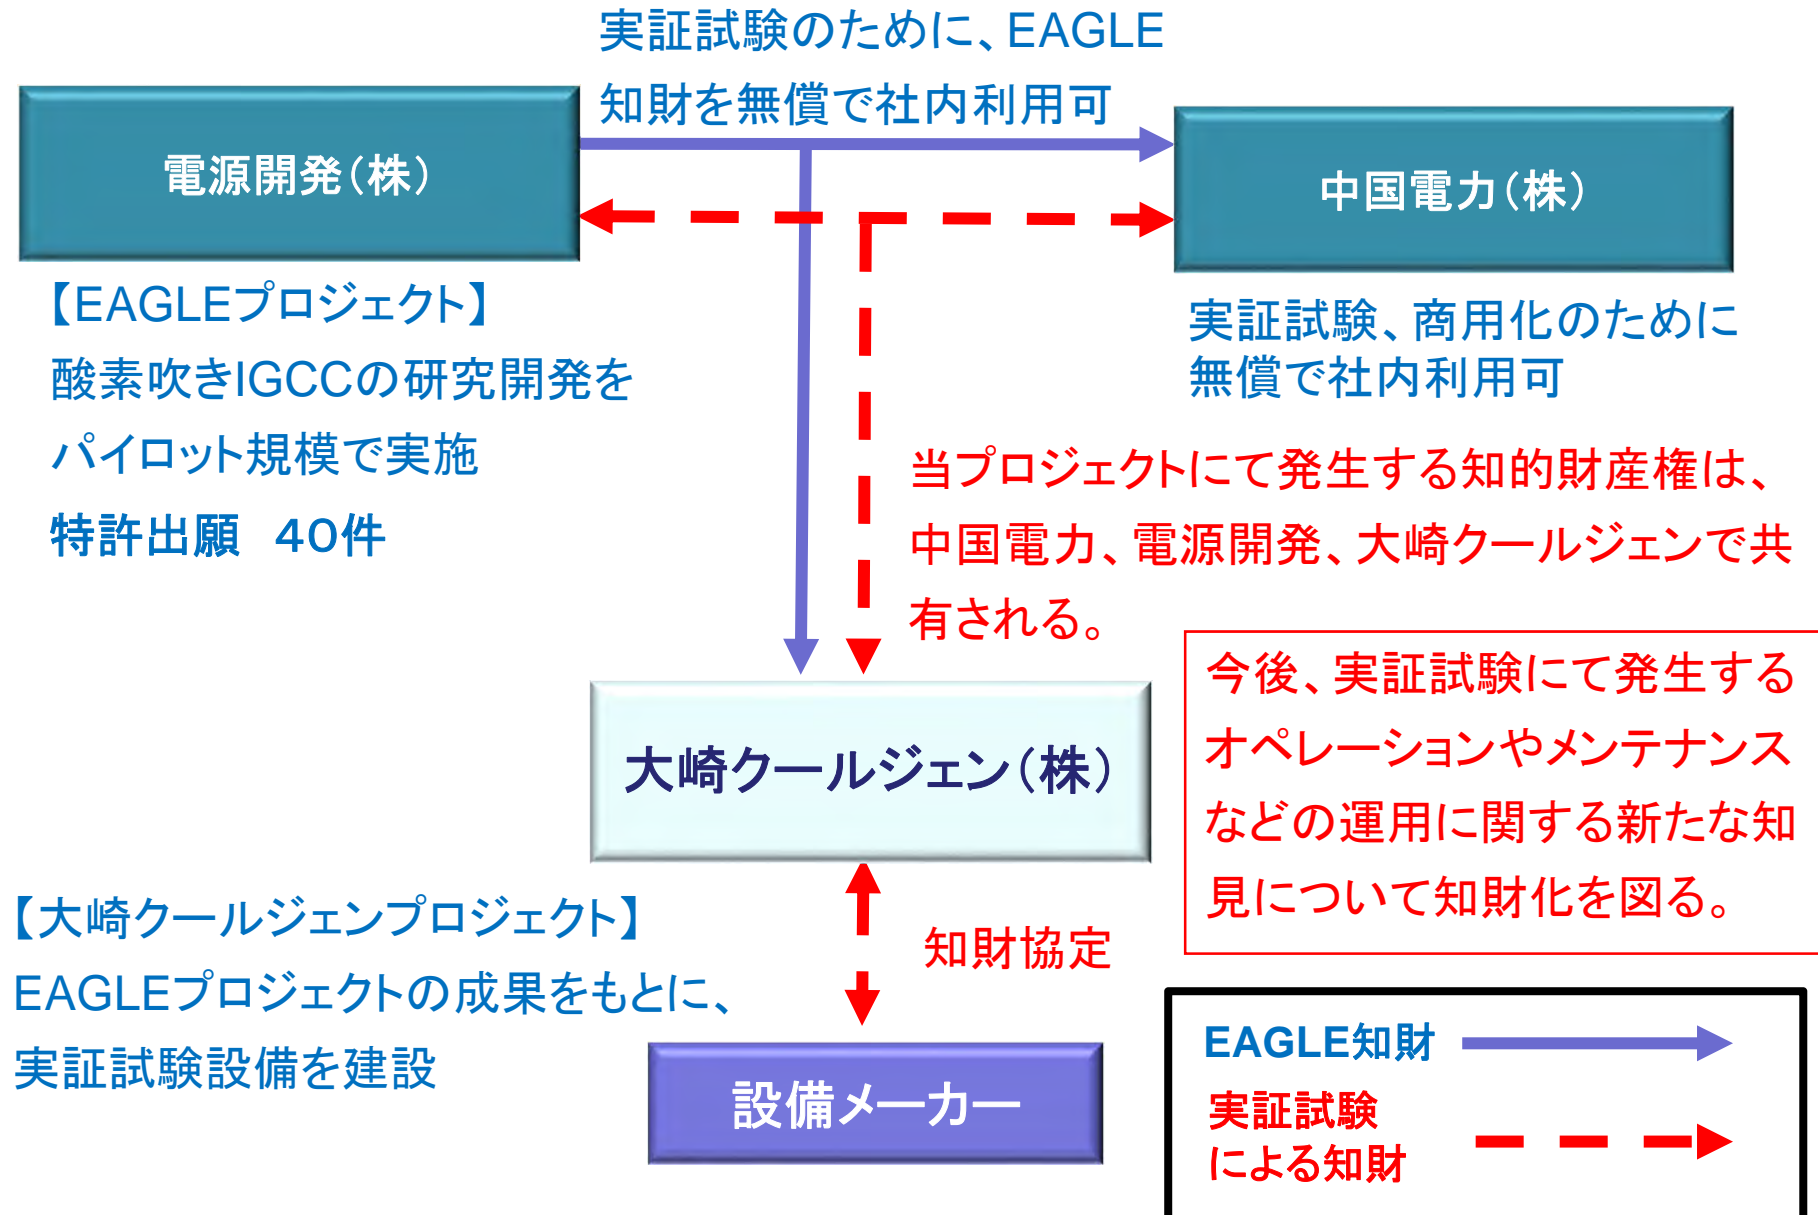 実証試験のために、EAGLE
知財を無償で社内利用可
電源開発（株）
中国電力（株）
【EAGLEプロジェクト】
酸素吹きIGCCの研究開発を
パイロット規模で実施
特許出願　４０件
実証試験、商用化のために
無償で社内利用可
当プロジェクトにて発生する知的財産権は、
中国電力、電源開発、大崎クールジェンで共
有される。
今後、実証試験にて発生する
オペレーションやメンテナンス
などの運用に関する新たな知
見について知財化を図る。
大崎クールジェン（株）
【大崎クールジェンプロジェクト】
EAGLEプロジェクトの成果をもとに、
実証試験設備を建設
知財協定
設備メーカー
EAGLE知財
実証試験
による知財